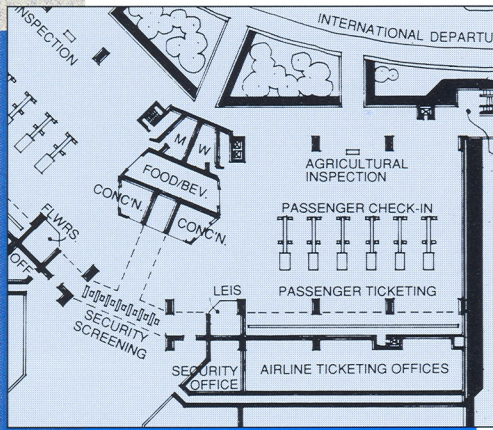 INTERNATIONAL DEPARTU
INSPECTION
M
W
AGRICULTURAL
INSPECTION
FOOD/BEV.
CONC'N.
CONC'N.
PASSENGER CHECK-IN
FLWRS
OFF
LEIS
PASSENGER TICKETING
SECURITY
SCREENING
SECURITY
OFFICE
AIRLINE TICKETING OFFICES